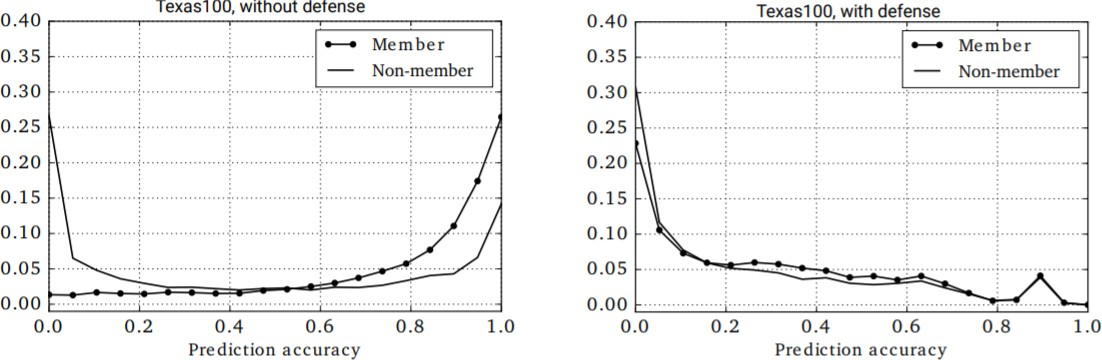 Texas100, without defense
0.40
0.35
0.30
0.25
0.20
0.15
0.10
0.05
0.00
Member
Non-member
0.0 0.2 0.4 0.6 0.8 1.0
Prediction accuracy
Texas100, with defense
0.40
0.35
0.30
0.25
0.20
0.15
0.10
0.05
0.00
Member
Non-member
0.0 0.2 0.4 0.6 0.8 1.0
Prediction accuracy